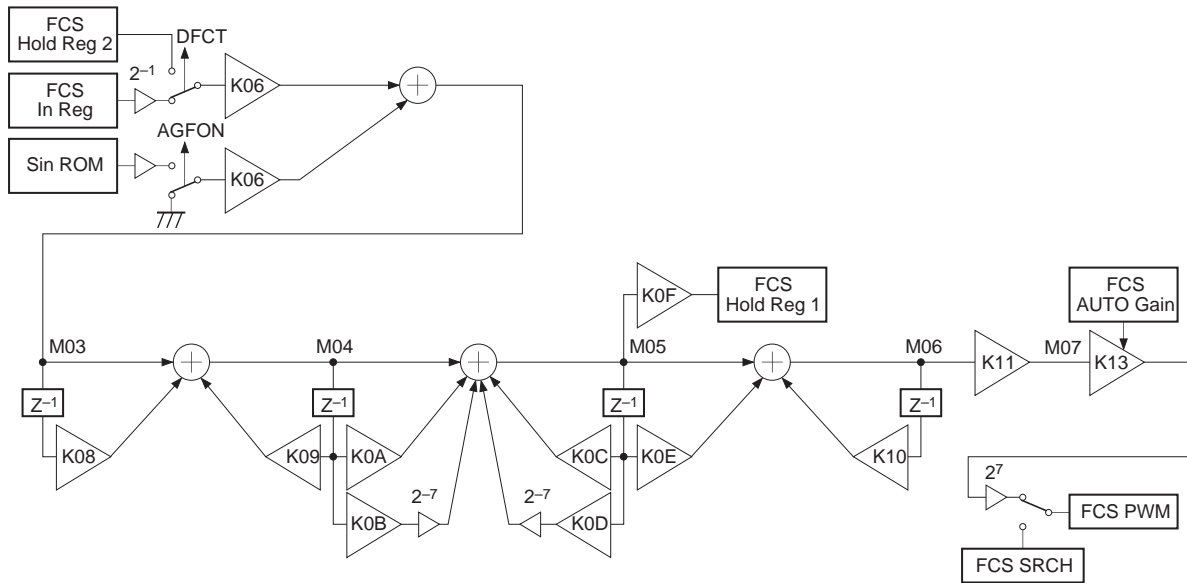 FCS
Hold Reg 2
DFCT
2–1
K06
FCS
In Reg
AGFON
Sin ROM
K06
FCS
Hold Reg 1
K0F
FCS
AUTO Gain
M03
M04
M05
M06
K11
M07
K13
Z–1
Z–1
Z–1
Z–1
K08
K09
K0A
K0C
K0E
K10
K0B
2–7
2–7
K0D
27
FCS PWM
FCS SRCH